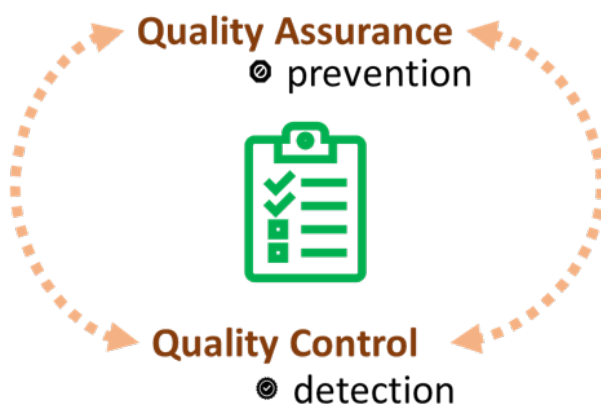 Quality Assurance
prevention
Quality Control
detection